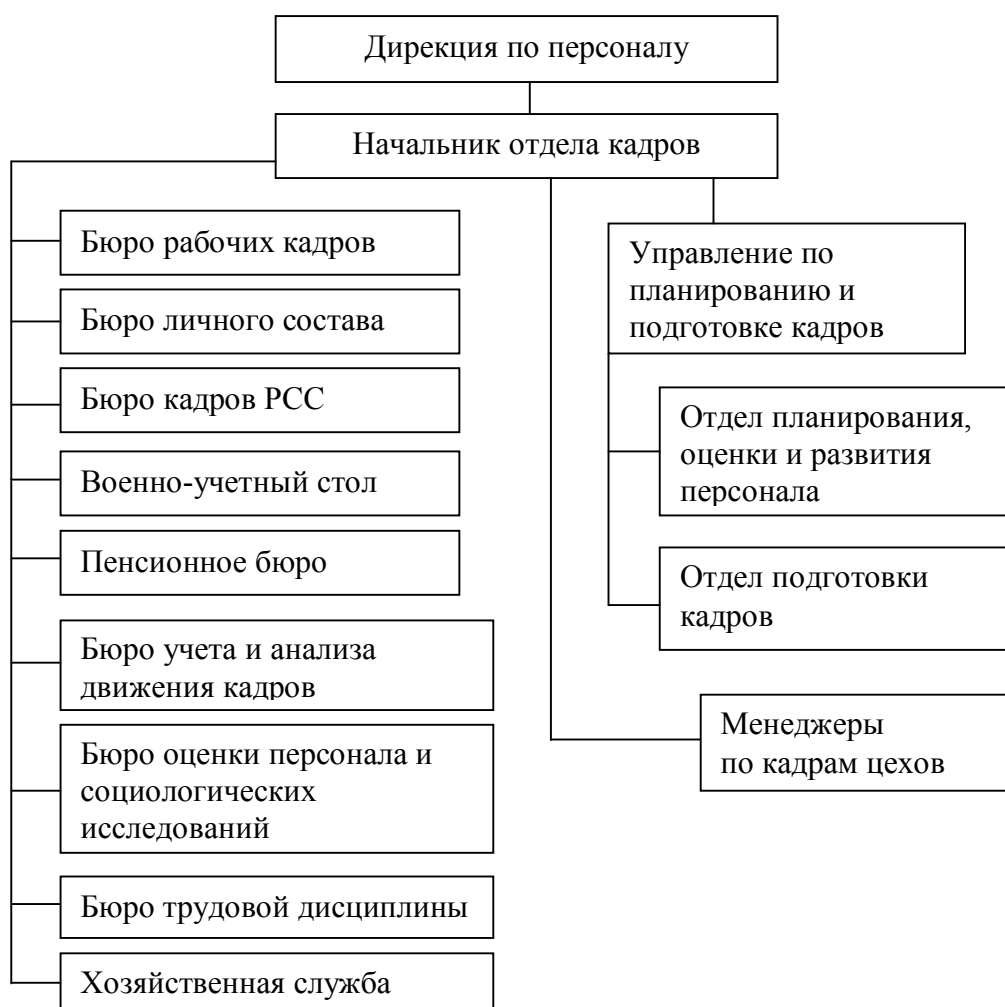 Дирекция по персоналу
Начальник отдела кадров
Бюро рабочих кадров
Бюро личного состава
Бюро кадров РСС
Военно-учетный стол
Пенсионное бюро
Бюро учета и анализа
движения кадров
Бюро оценки персонала и
социологических
исследований
Бюро трудовой дисциплины
Хозяйственная служба
Управление по
планированию и
подготовке кадров
Отдел планирования,
оценки и развития
персонала
Отдел подготовки
кадров
Менеджеры
по кадрам цехов